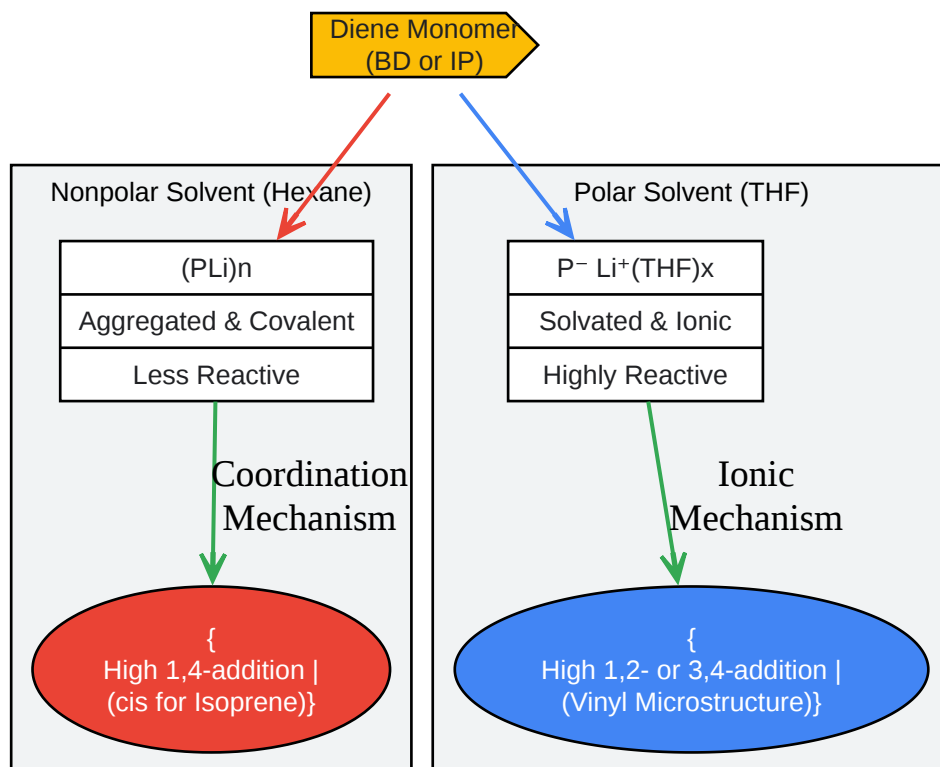 Diene Monomer
(BD or IP)
Nonpolar Solvent (Hexane)
(PLi)n
Aggregated & Covalent
Less Reactive
Coordination
Mechanism
{
High 1,4-addition |
(cis for Isoprene)}
Polar Solvent (THF)
P⁻ Li⁺(THF)x
Solvated & Ionic
Highly Reactive
Ionic
Mechanism
{
High 1,2- or 3,4-addition |
(Vinyl Microstructure)}